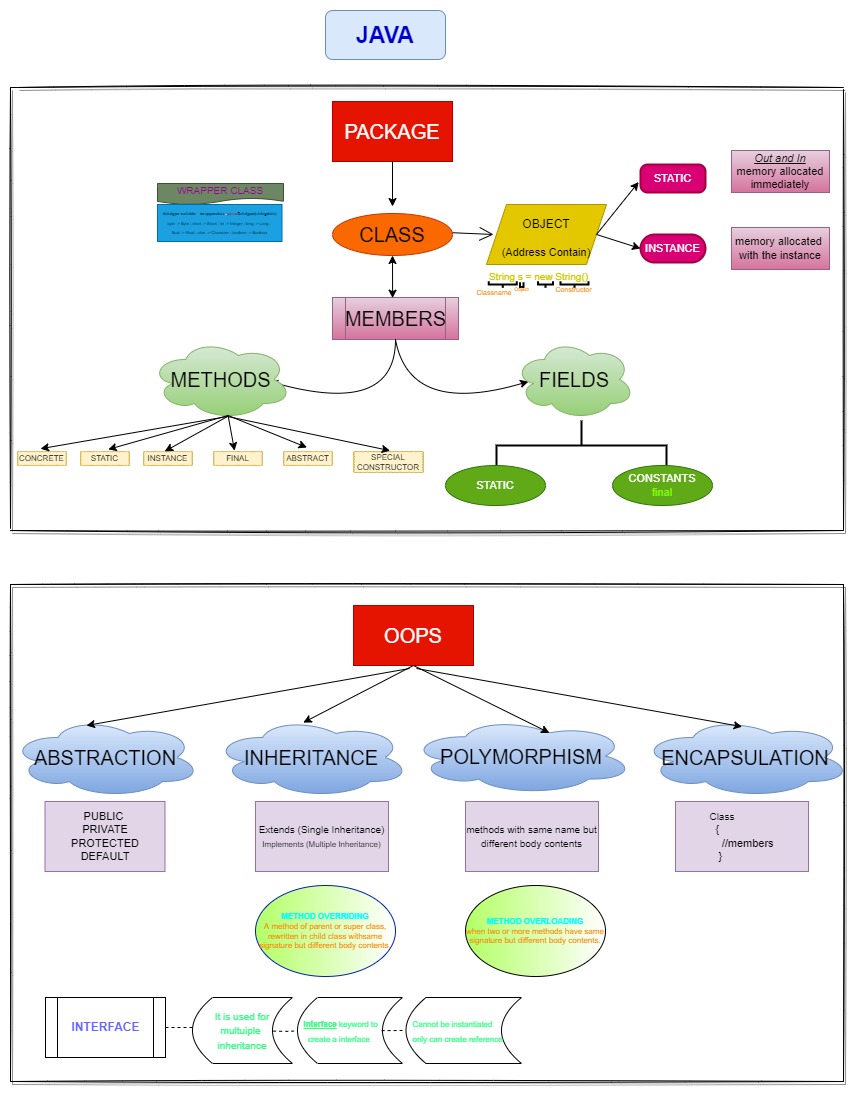 JAVA
PACKAGE
WRAPPER CLASS
CLASS
OBJECT
(Address Contain)
STATIC
Out and In
memory allocated
immediately
INSTANCE
memory allocated
with the instance
String s = new String()
Classname
Constructor
MEMBERS
METHODS
FIELDS
CONCRETE
STATIC
INSTANCE
FINAL
ABSTRACT
SPECIAL
CONSTRUCTOR
STATIC
CONSTANTS
final
OOPS
ABSTRACTION
INHERITANCE
POLYMORPHISM
ENCAPSULATION
PUBLIC
PRIVATE
PROTECTED
DEFAULT
Extends (Single Inheritance)
Implements (Multiple Inheritance)
methods with same name but
different body contents
Class
{
//members
}
METHOD OVERRIDING
A method of parent or super class,
rewritten in child class withsame
signature but different body contents
METHOD OVERLOADING
when two or more methods have same
signature but different body contents.
INTERFACE
It is used for
multuiple
inheritance
Interface keyword to
create a interface
Cannot be instantiated
only can create reference